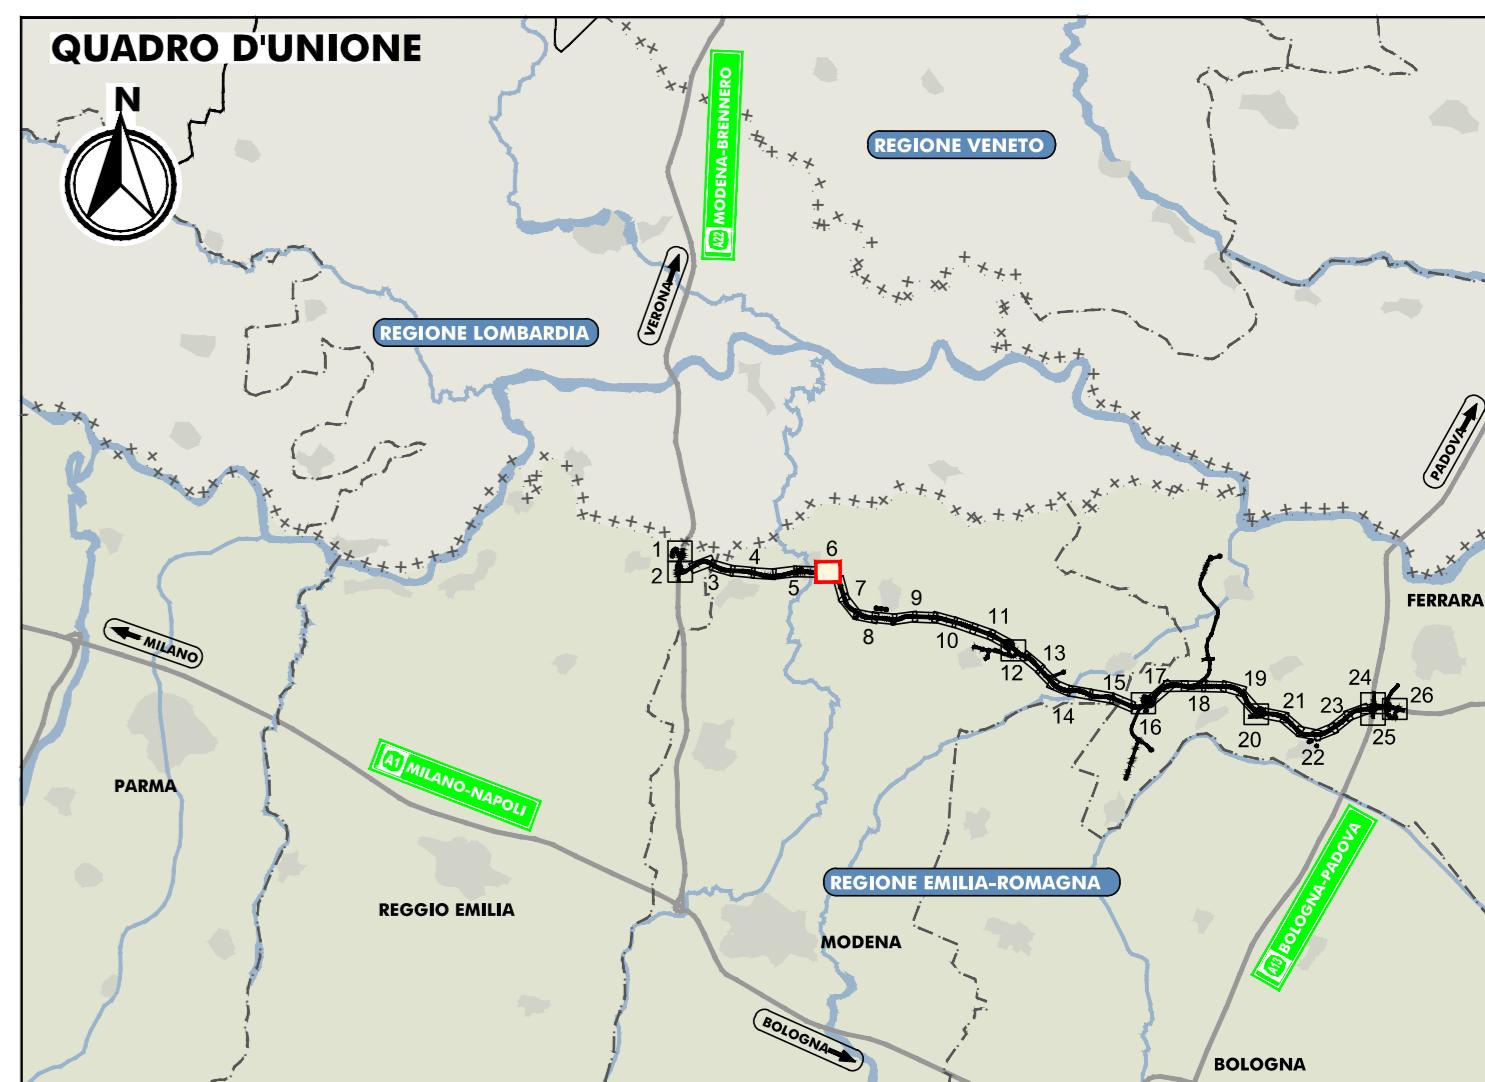 QUADRO D'UNIONE
N
A22 MODENA-BRENNERO
REGIONE VENETO
VERONA
REGIONE LOMBARDIA
PADOVA
1
2
3
4
5
6
7
8
9
10
11
12
13
14
15
16
17
18
19
20
21
22
23
24
25
26
FERRARA
MILANO
A1 MILANO-NAPOLI
PARMA
REGGIO EMILIA
REGIONE EMILIA-ROMAGNA
MODENA
A13 BOLOGNA-PADOVA
BOLOGNA
BOLOGNA